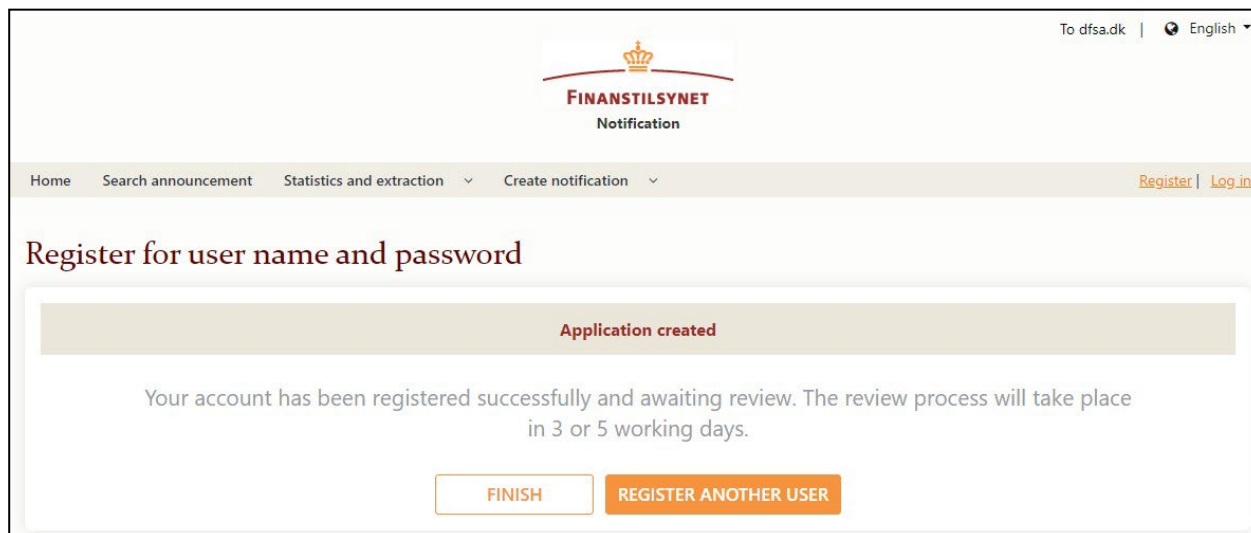 To dfsa.dk | English
FINANSTILSYNET
Notification
Home Search announcement Statistics and extraction Create notification Register | Log in
Register for user name and password
Application created
Your account has been registered successfully and awaiting review. The review process will take place
in 3 or 5 working days.
FINISH REGISTER ANOTHER USER